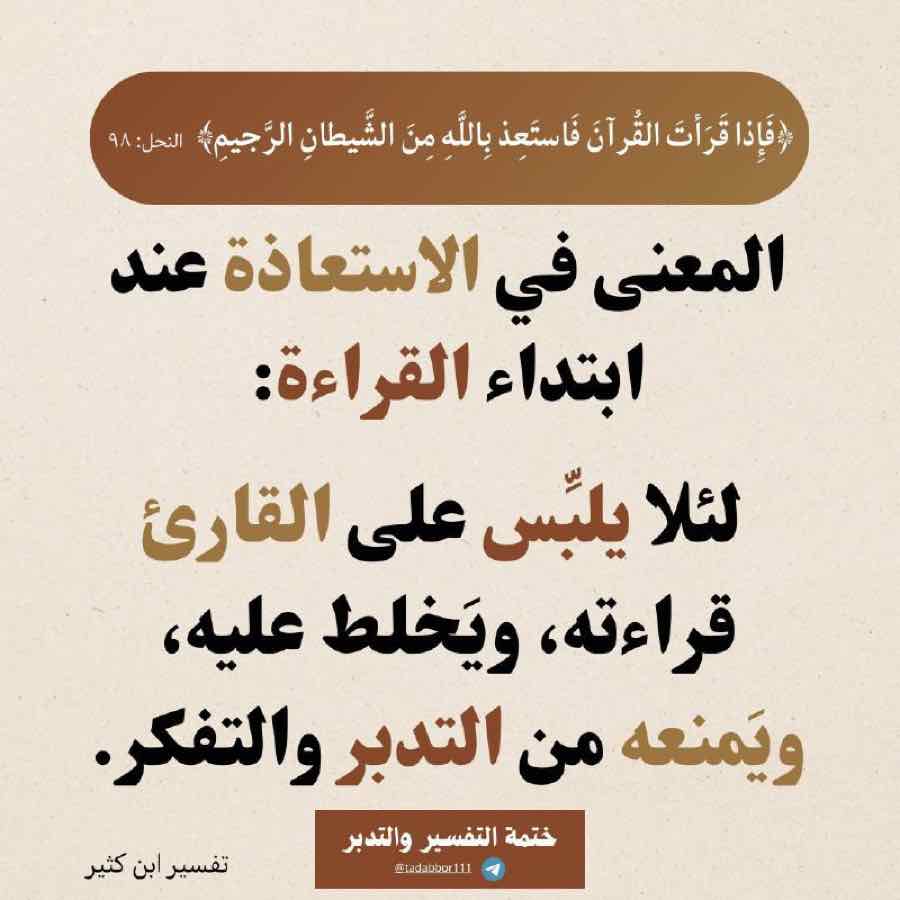 ﴿فَإِذا قَرَأتَ القُرآنَ فَاستَعِذ بِاللَّهِ مِنَ الشَّيطانِ الرَّجيمِ﴾ النحل: ٩٨
المعنى في الاستعاذة عند
ابتداء القراءة:
لئلا يلبِّس على القارئ
قراءته، ويَخلط عليه،
ويَمنعه من التدبر والتفكر.
ختمة التفسير والتدبر
@tadabbor111
تفسير ابن كثير